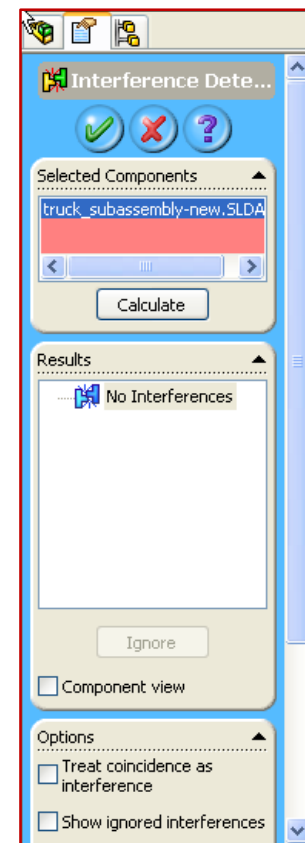 Interference Dete...
?
Selected Components
truck_subassembly-new.SLDA
Calculate
Results
No Interferences
Ignore
Component view
Options
Treat coincidence as
interference
Show ignored interferences